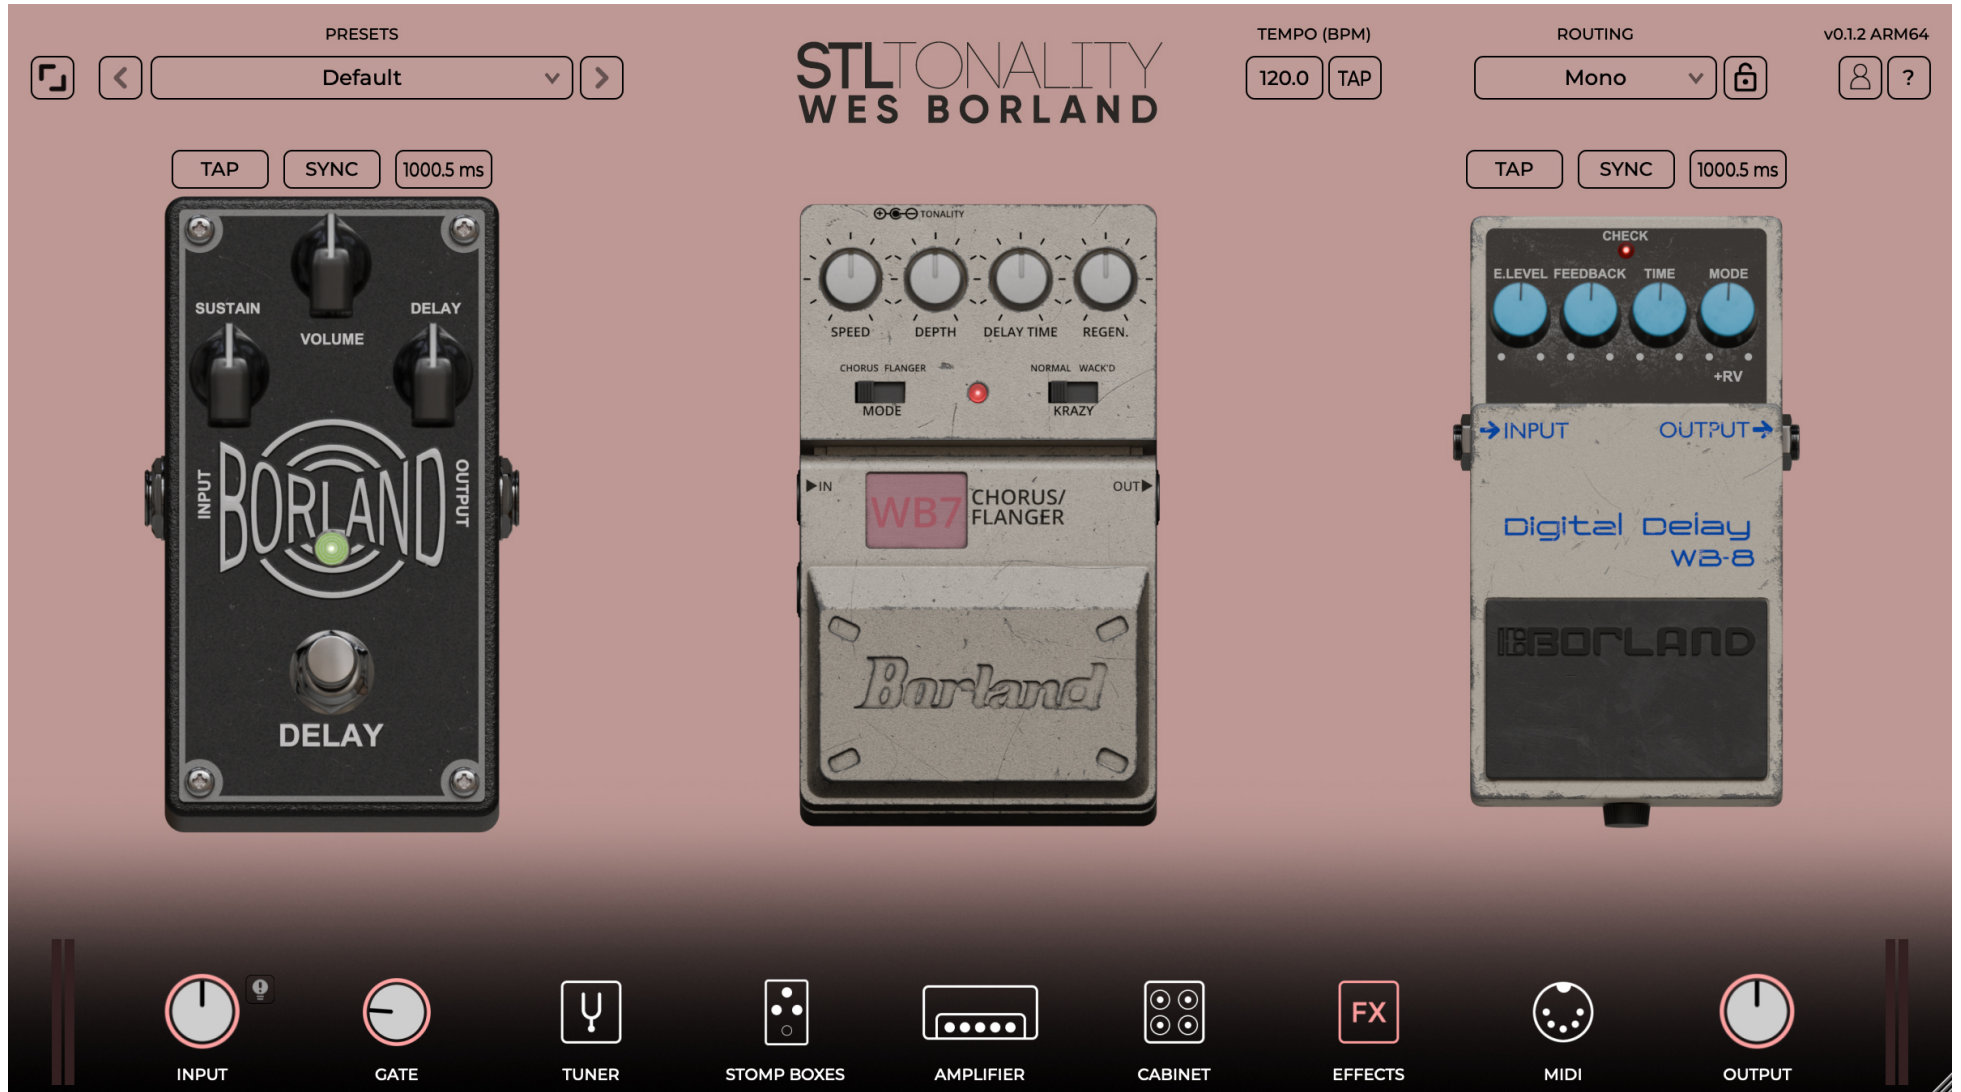 PRESETS
Default
STLTONALITY
WES BORLAND
TEMPO (BPM)
120.0
TAP
ROUTING
Mono
v0.1.2 ARM64
?
TAP
SYNC
1000.5 ms
SUSTAIN
VOLUME
DELAY
INPUT
BORLAND
OUTPUT
DELAY
TONALITY
SPEED
DEPTH
DELAY TIME
REGEN.
CHORUS FLANGER
MODE
NORMAL WACK'D
KRAZY
IN
WB7
CHORUS/
FLANGER
OUT
Borland
TAP
SYNC
1000.5 ms
CHECK
E.LEVEL FEEDBACK TIME MODE
+RV
INPUT
OUTPUT
Digital Delay
WB-8
BORLAND
INPUT
GATE
TUNER
STOMP BOXES
AMPLIFIER
CABINET
FX
EFFECTS
MIDI
OUTPUT